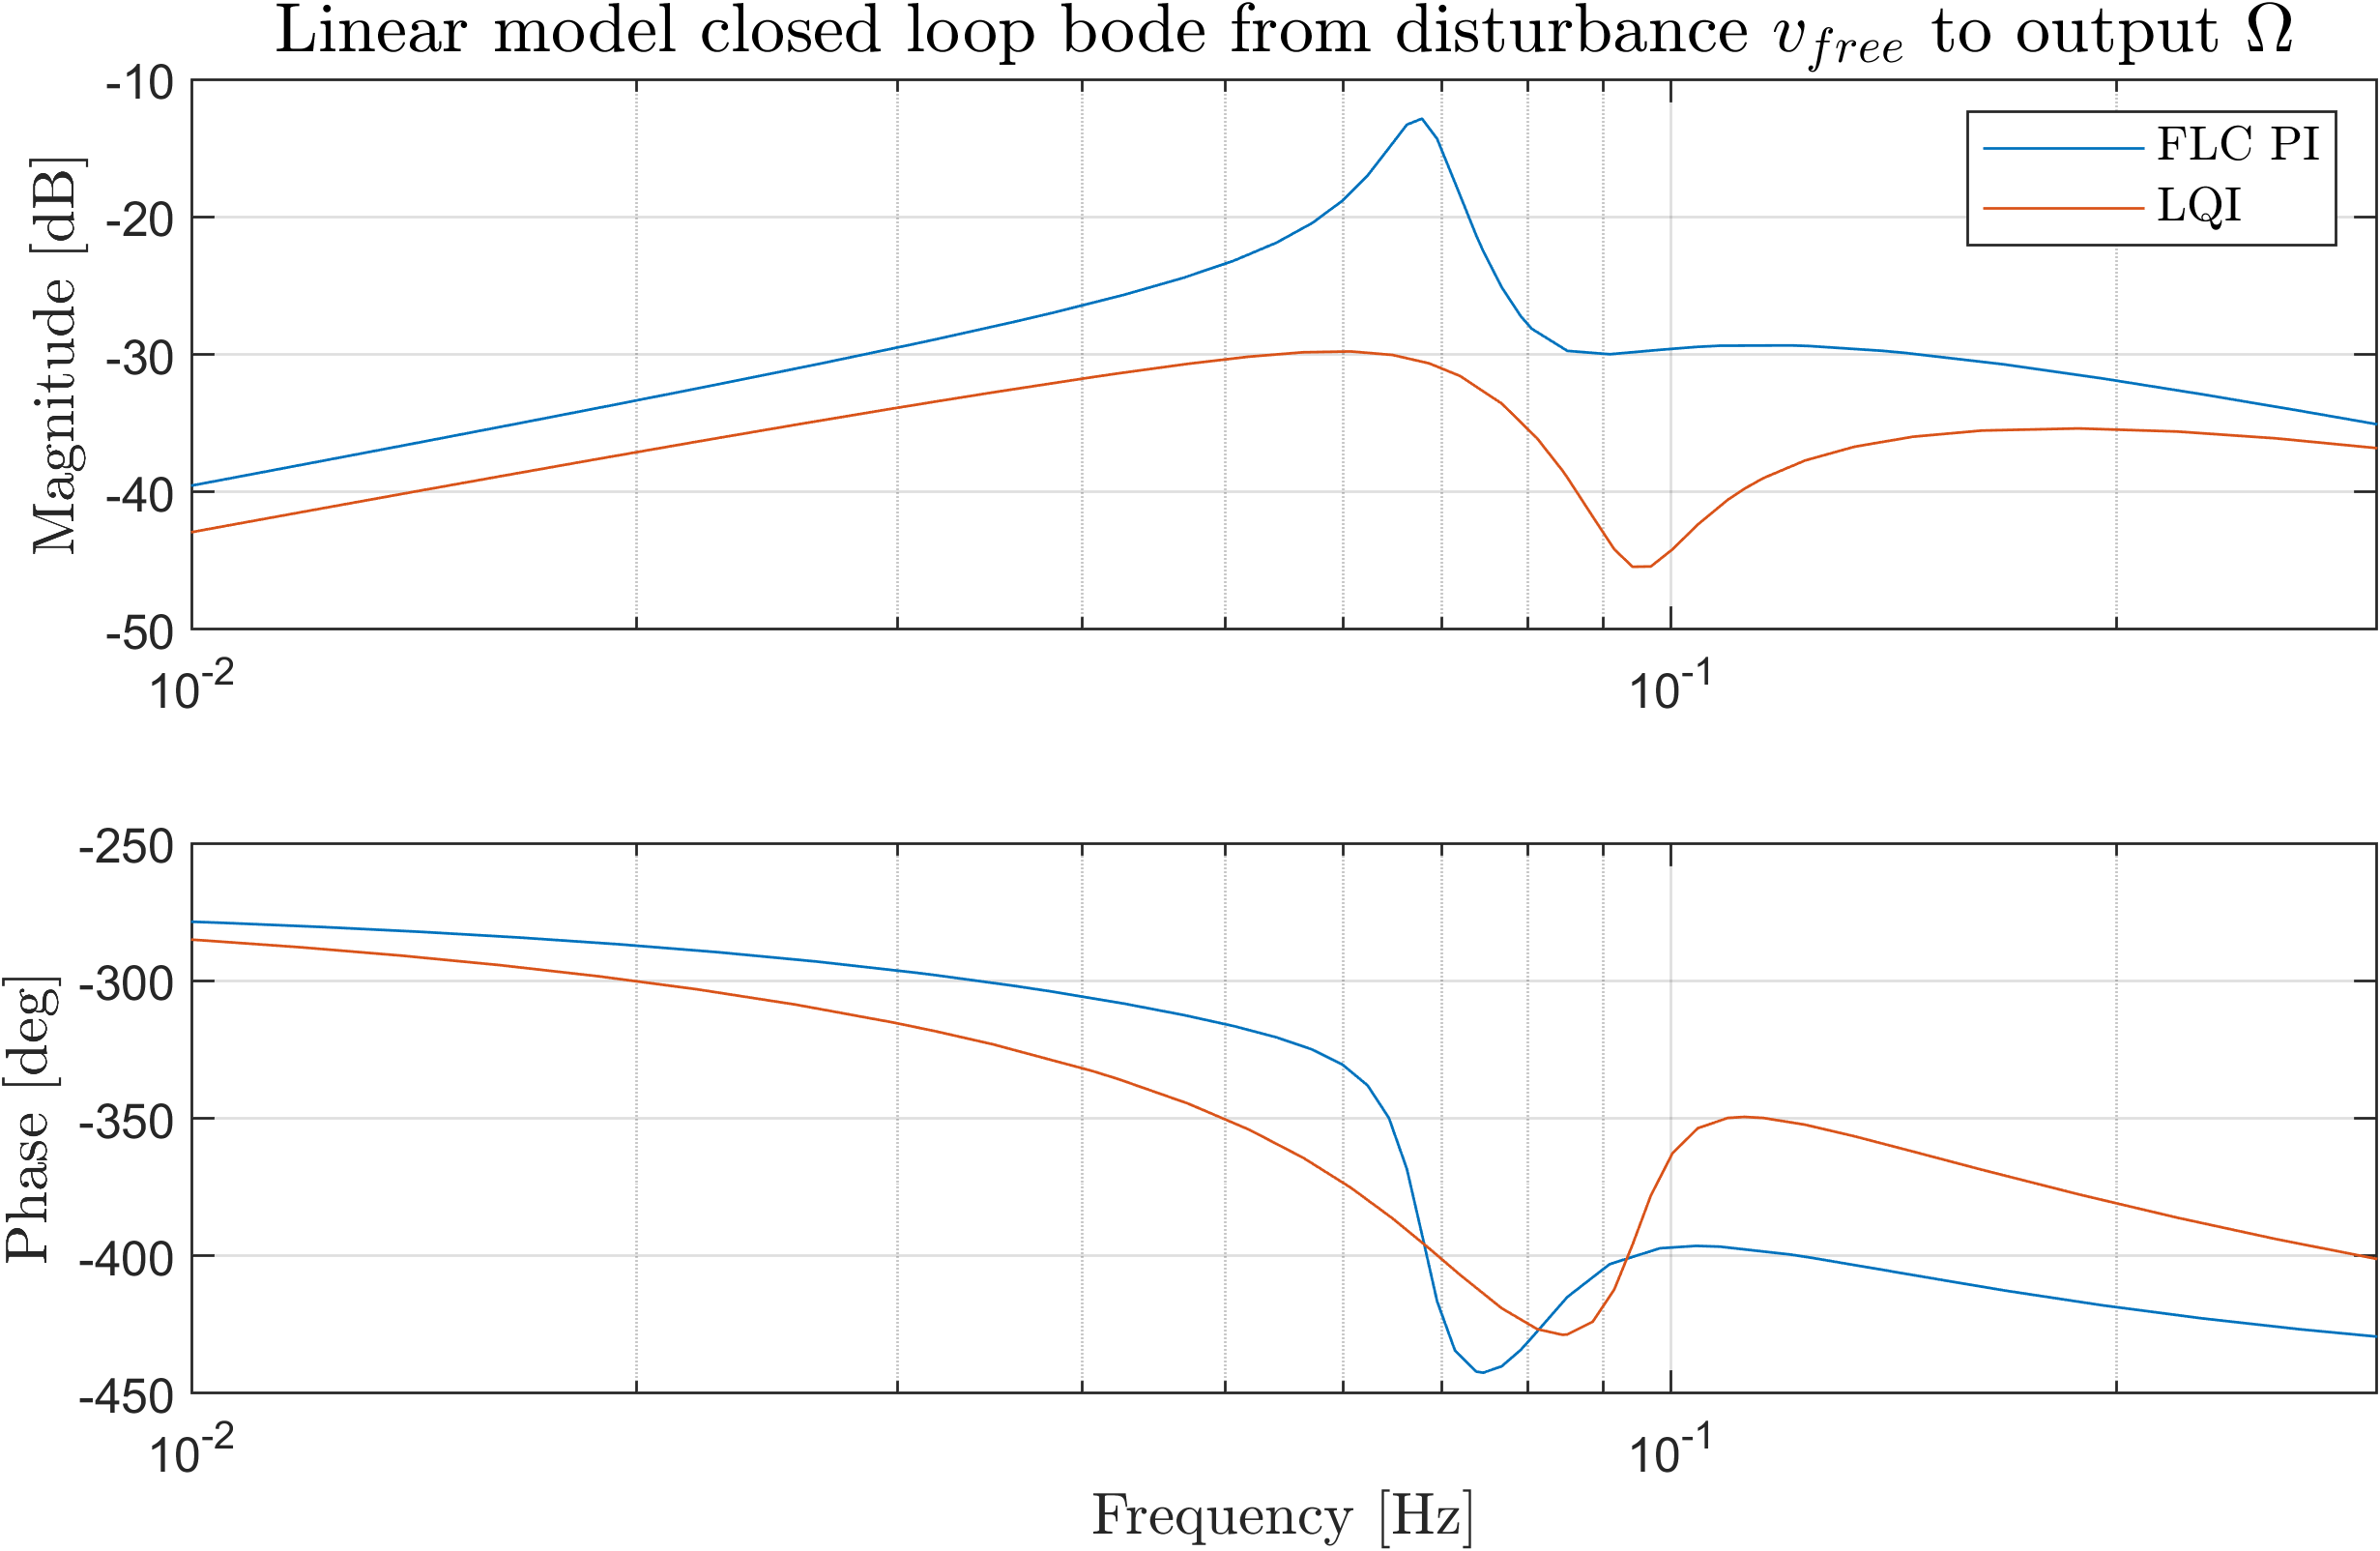 Linear model closed loop bode from disturbance v_free to output Ω
-10
-20
-30
-40
-50
Magnitude [dB]
FLC PI
LQI
10^-2
10^-1
-250
-300
-350
-400
-450
Phase [deg]
10^-2
10^-1
Frequency [Hz]